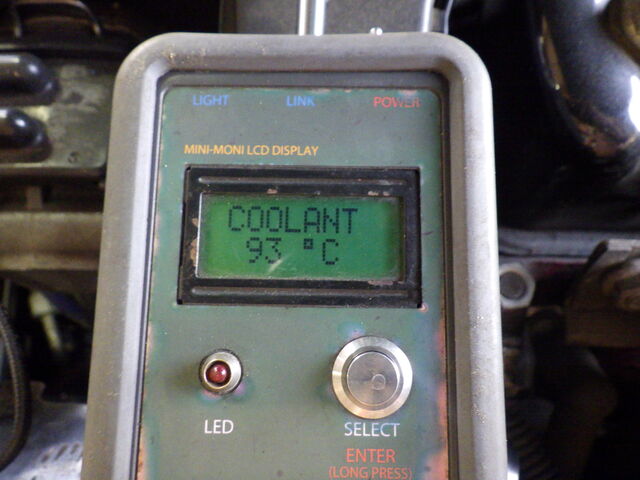 LIGHT LINK POWER
MINI-MONI LCD DISPLAY
COOLANT
93 °C
LED SELECT
ENTER
(LONG PRESS)